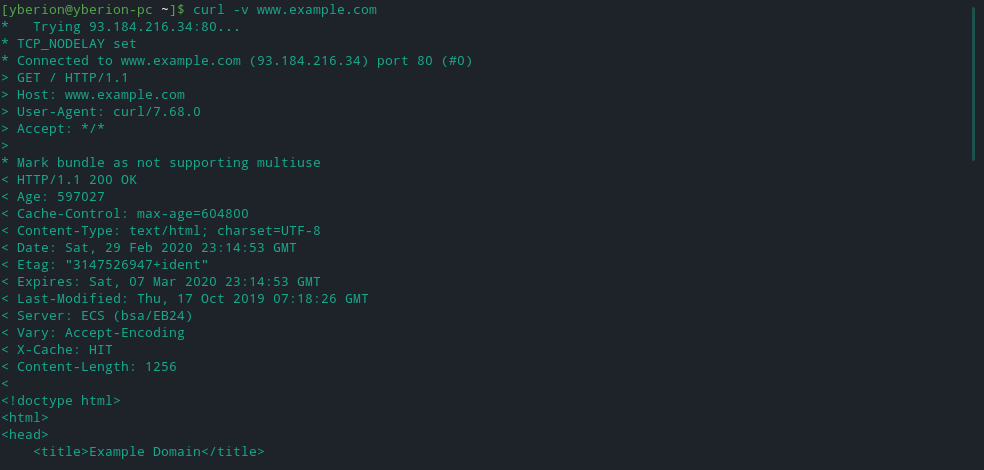 [yberion@yberion-pc ~]$ curl -v www.example.com
*   Trying 93.184.216.34:80...
* TCP_NODELAY set
* Connected to www.example.com (93.184.216.34) port 80 (#0)
> GET / HTTP/1.1
> Host: www.example.com
> User-Agent: curl/7.68.0
> Accept: */*
>
* Mark bundle as not supporting multiuse
< HTTP/1.1 200 OK
< Age: 597027
< Cache-Control: max-age=604800
< Content-Type: text/html; charset=UTF-8
< Date: Sat, 29 Feb 2020 23:14:53 GMT
< Etag: "3147526947+ident"
< Expires: Sat, 07 Mar 2020 23:14:53 GMT
< Last-Modified: Thu, 17 Oct 2019 07:18:26 GMT
< Server: ECS (bsa/EB24)
< Vary: Accept-Encoding
< X-Cache: HIT
< Content-Length: 1256
<
<!doctype html>
<html>
<head>
    <title>Example Domain</title>